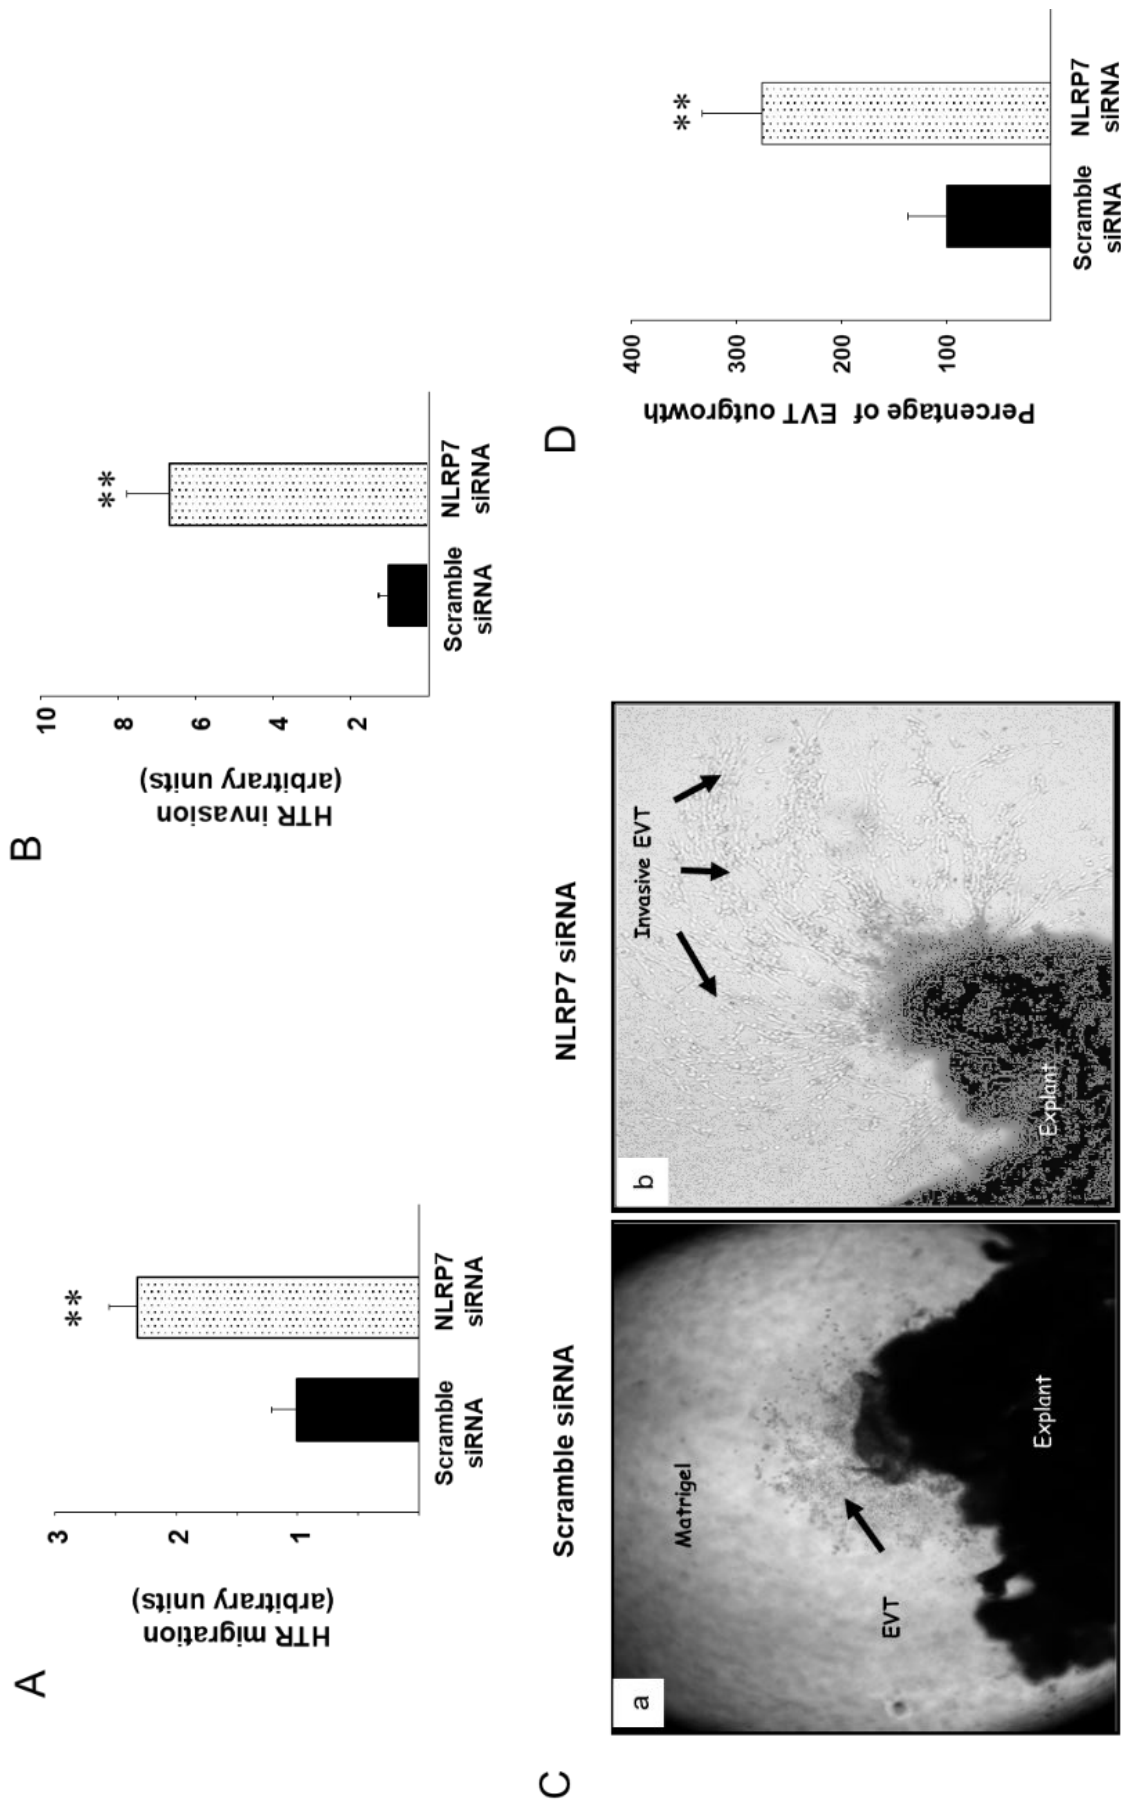 A
HTR migration
(arbitrary units)
3
2
1
**
Scramble
siRNA
NLRP7
siRNA
B
HTR invasion
(arbitrary units)
10
8
6
4
2
**
Scramble
siRNA
NLRP7
siRNA
C
Scramble siRNA
a
Matrigel
EVT
Explant
NLRP7 siRNA
b
Invasive EVT
Explant
D
Percentage of EVT outgrowth
400
300
200
100
**
Scramble
siRNA
NLRP7
siRNA